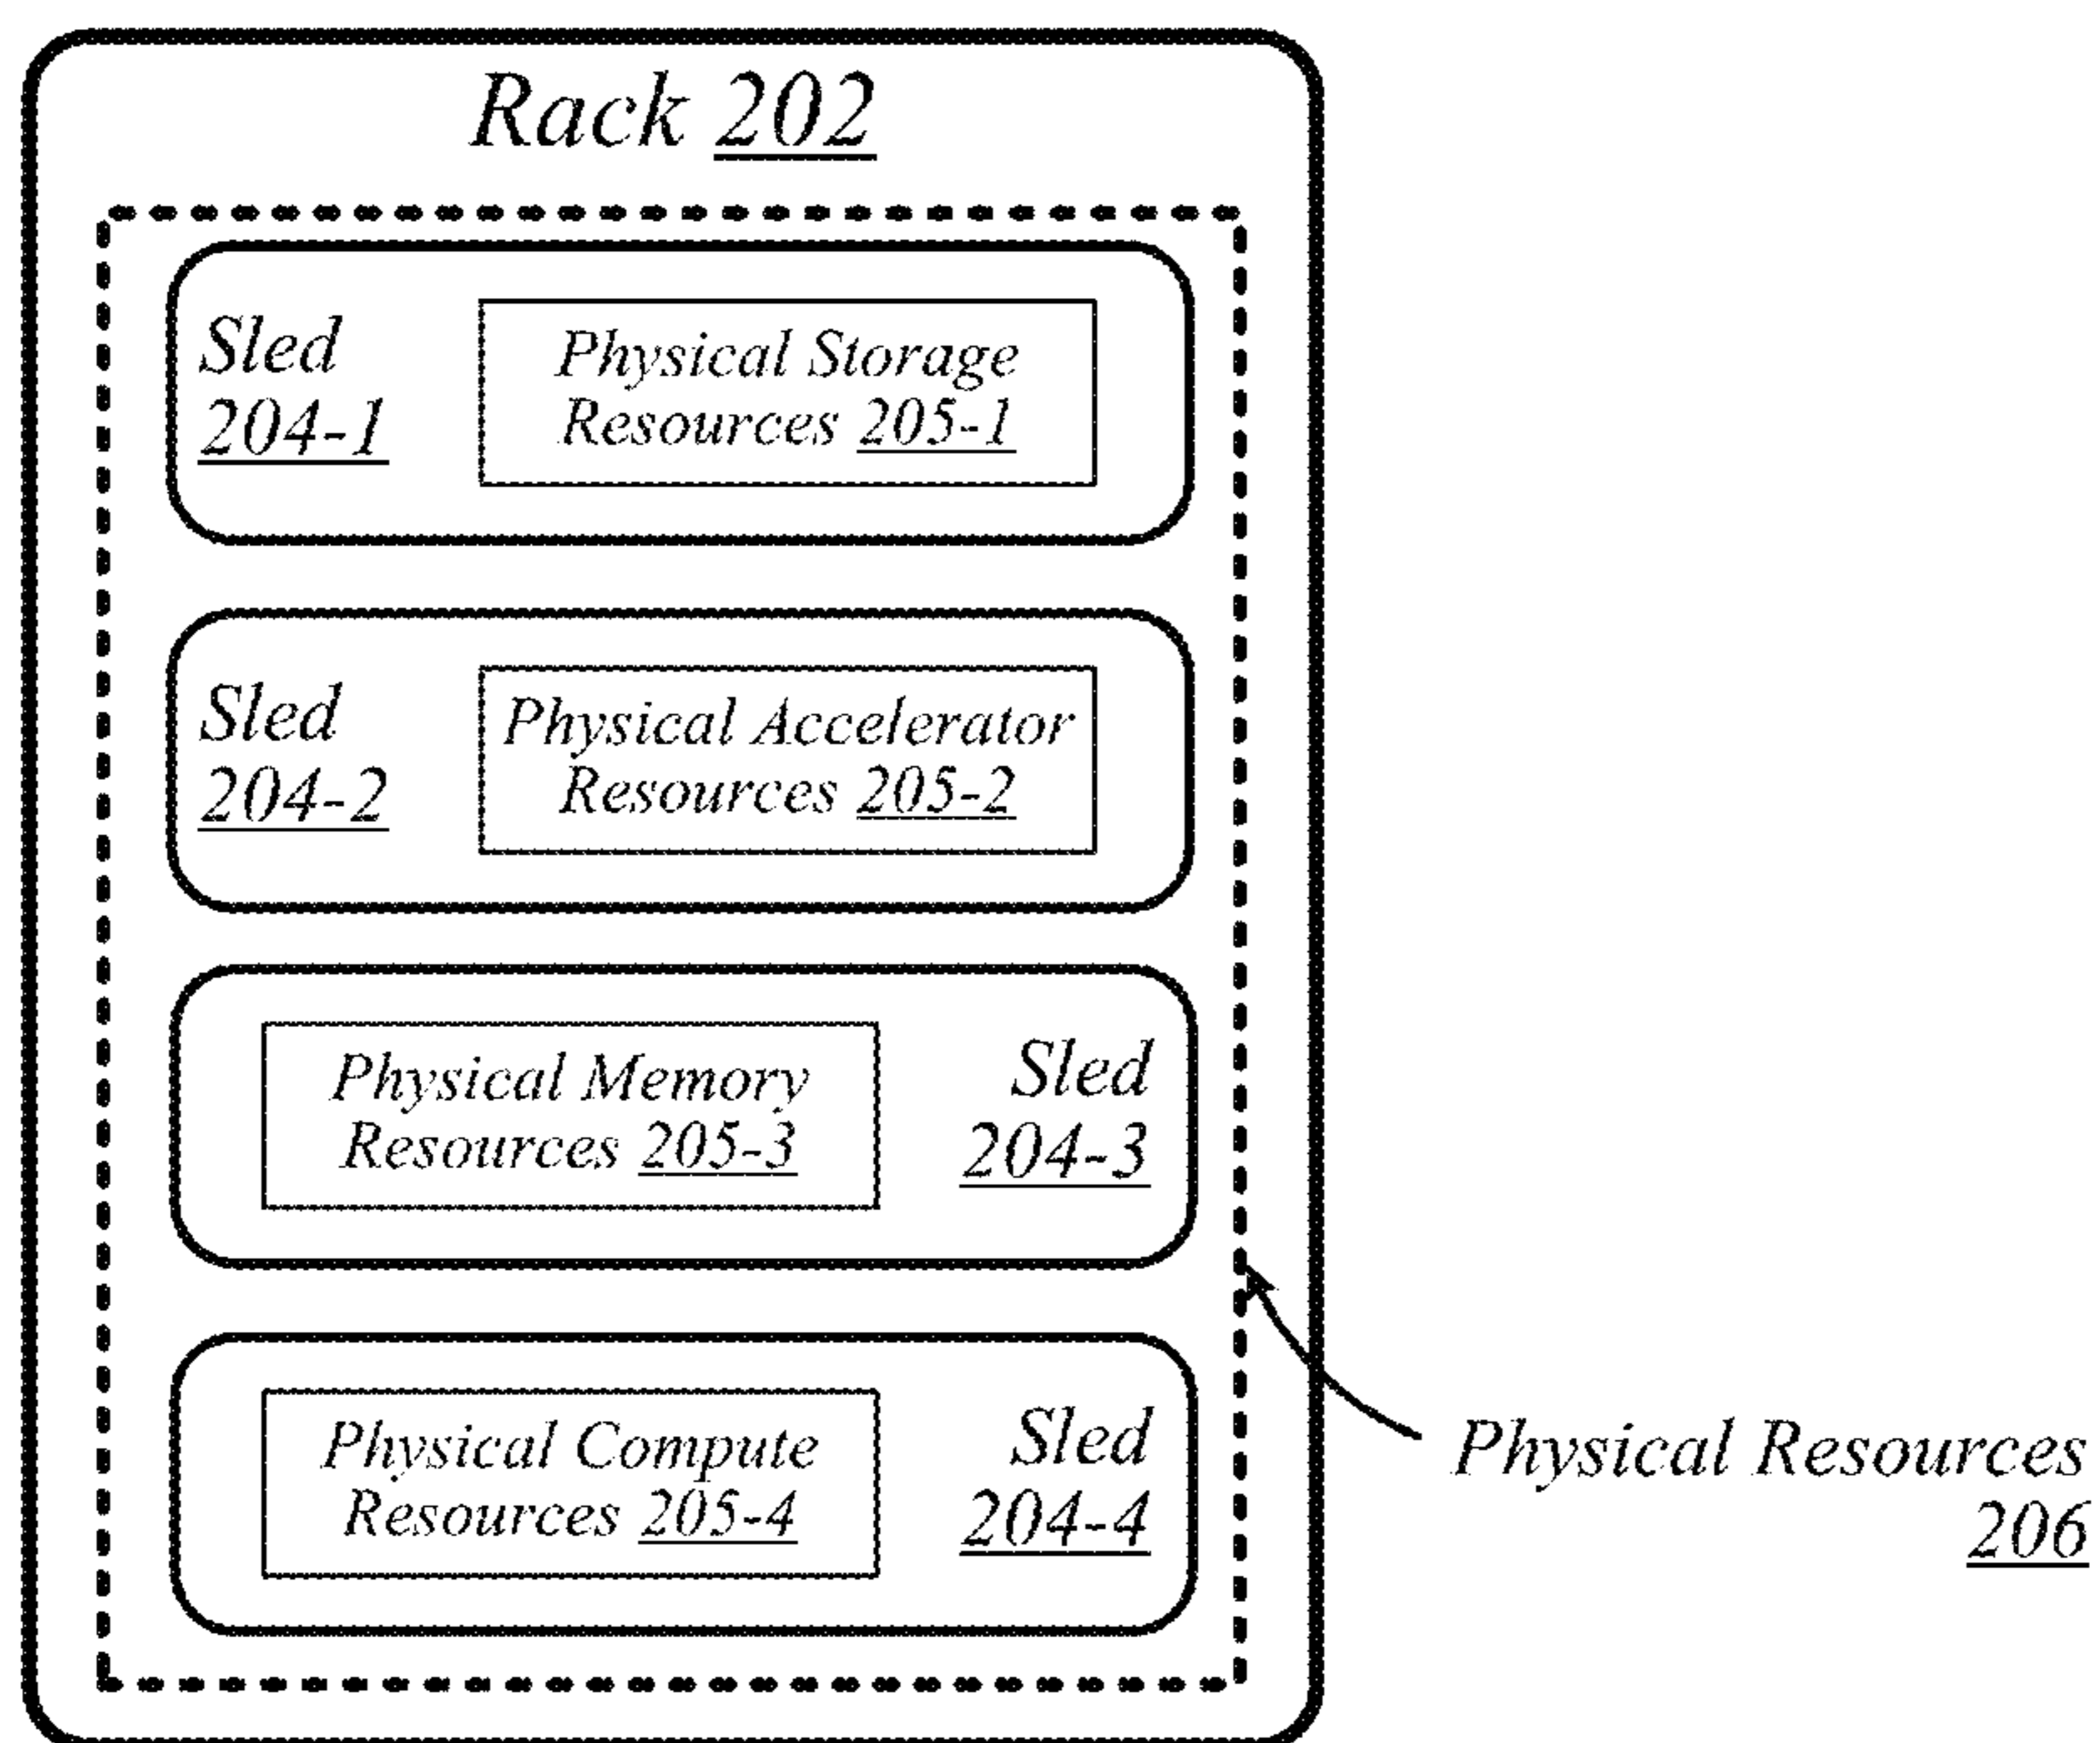 Rack 202
Sled
204-1
Physical Storage
Resources 205-1
Sled
204-2
Physical Accelerator
Resources 205-2
Physical Memory
Resources 205-3
Sled
204-3
Physical Compute
Resources 205-4
Sled
204-4
Physical Resources
206